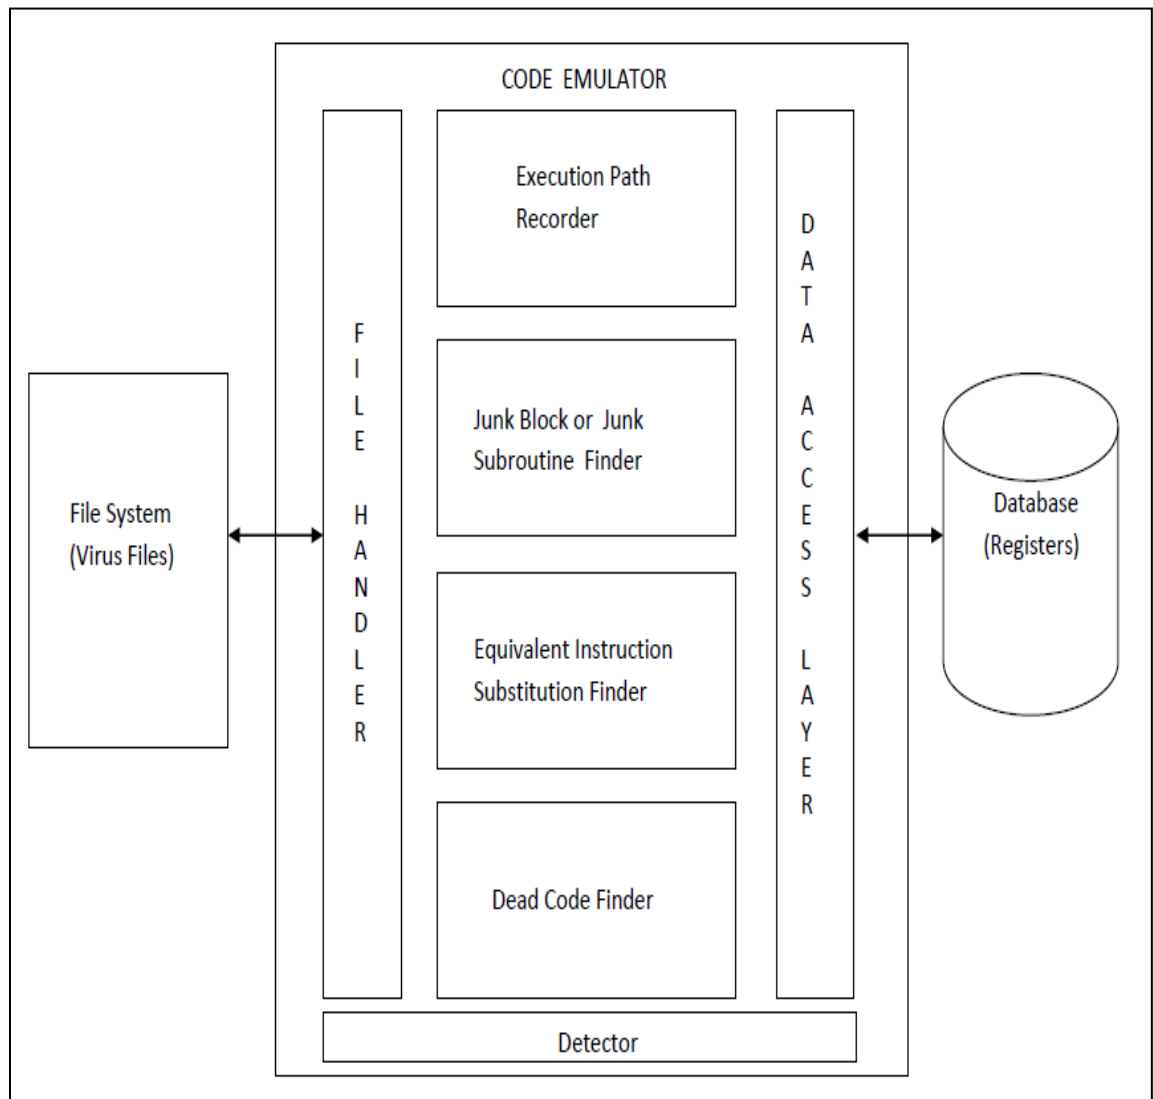 CODE EMULATOR
FILE HANDLER
Execution Path
Recorder
Junk Block or Junk
Subroutine Finder
Equivalent Instruction
Substitution Finder
Dead Code Finder
DATA ACCESS LAYER
Detector
File System
(Virus Files)
Database
(Registers)